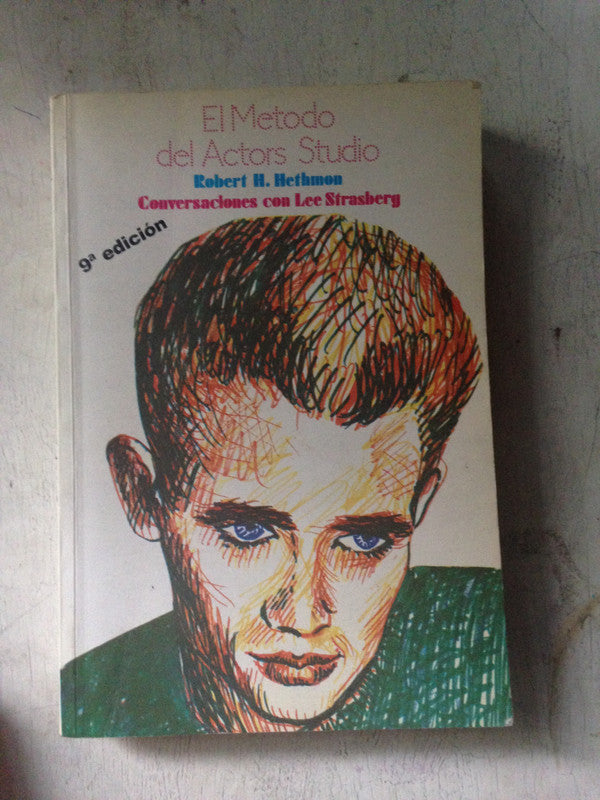 El Metodo
del Actors Studio
Robert H. Hethmon
Conversaciones con Lee Strasberg
9ª edición